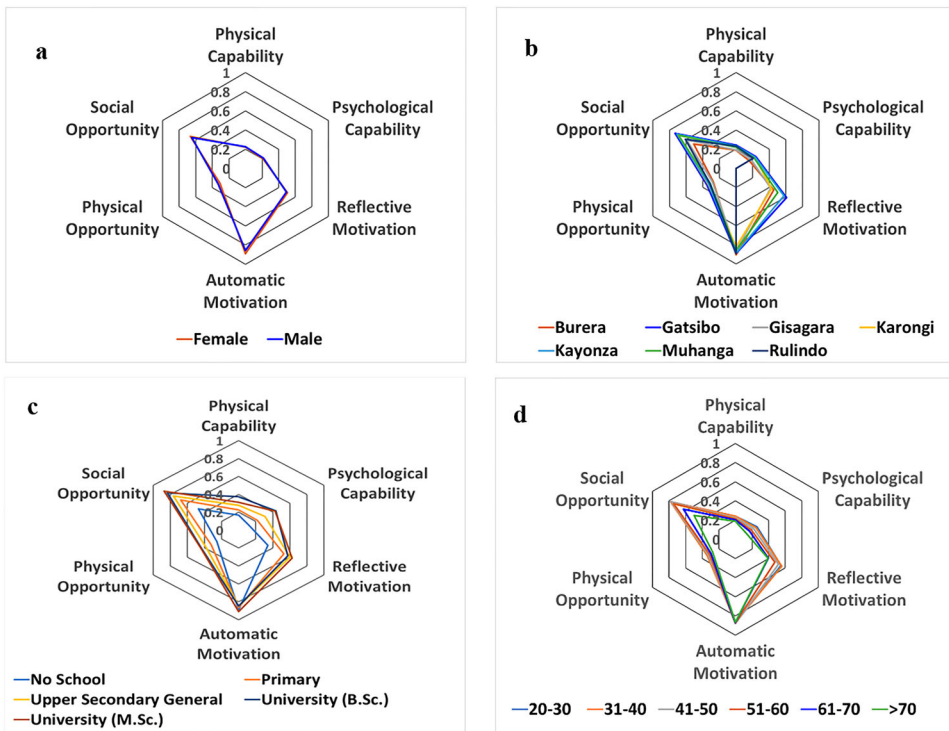 a
Physical
Capability
1
0.8
0.6
0.4
0.2
0
Social
Opportunity
Psychological
Capability
Physical
Opportunity
Reflective
Motivation
Automatic
Motivation
Female Male
b
Physical
Capability
1
0.8
0.6
0.4
0.2
0
Social
Opportunity
Psychological
Capability
Physical
Opportunity
Reflective
Motivation
Automatic
Motivation
Burera Gatsibo Gisagara Karongi
Kayonza Muhanga Rulindo
c
Physical
Capability
1
0.8
0.6
0.4
0.2
0
Social
Opportunity
Psychological
Capability
Physical
Opportunity
Reflective
Motivation
Automatic
Motivation
No School Primary
Upper Secondary General University (B.Sc.)
University (M.Sc.)
d
Physical
Capability
1
0.8
0.6
0.4
0.2
0
Social
Opportunity
Psychological
Capability
Physical
Opportunity
Reflective
Motivation
Automatic
Motivation
20-30 31-40 41-50 51-60 61-70 >70